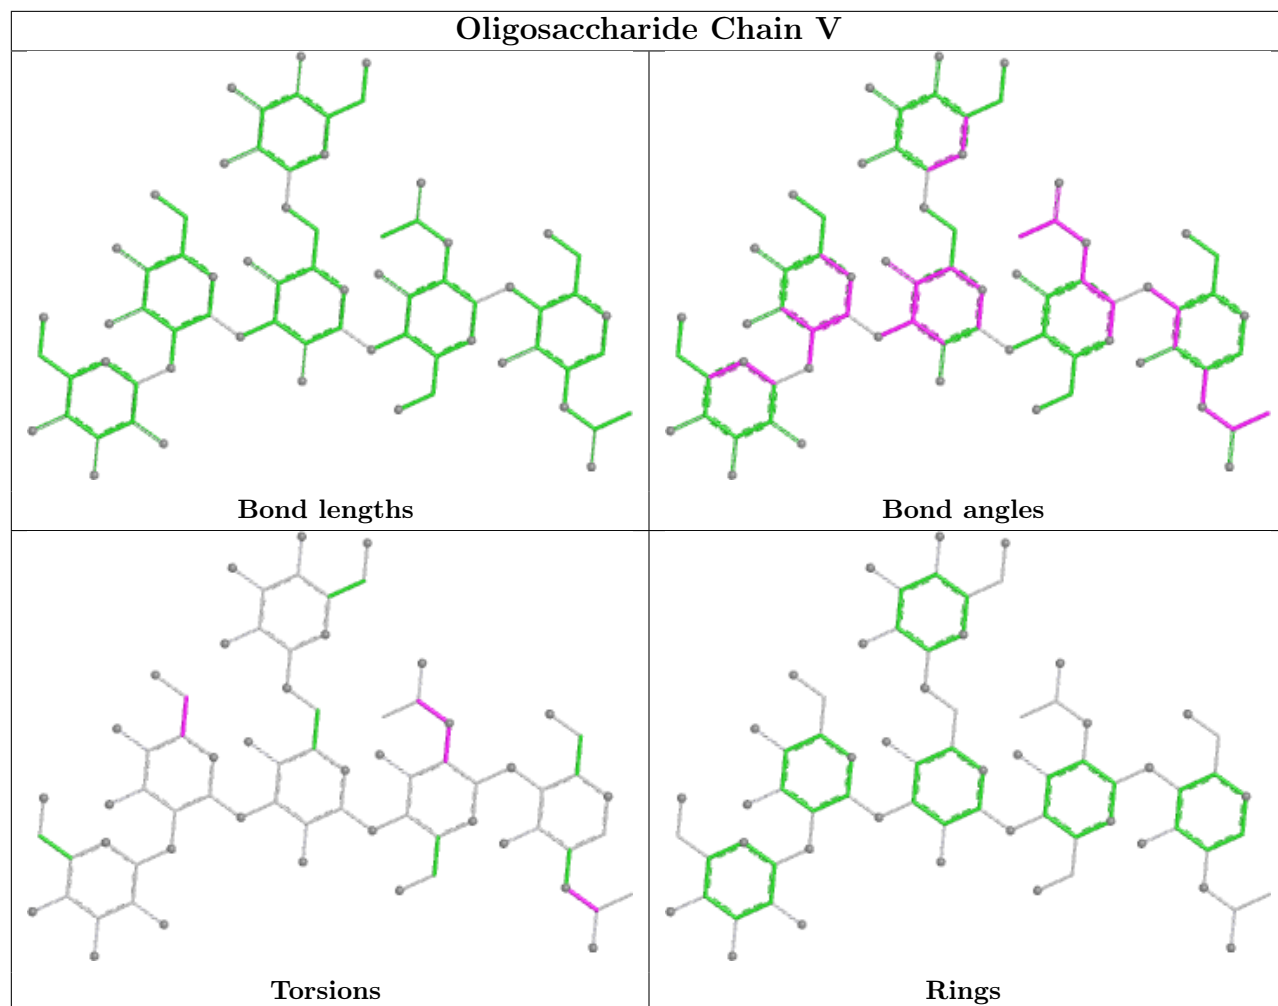 Oligosaccharide Chain V
Bond lengths
Bond angles
Torsions
Rings